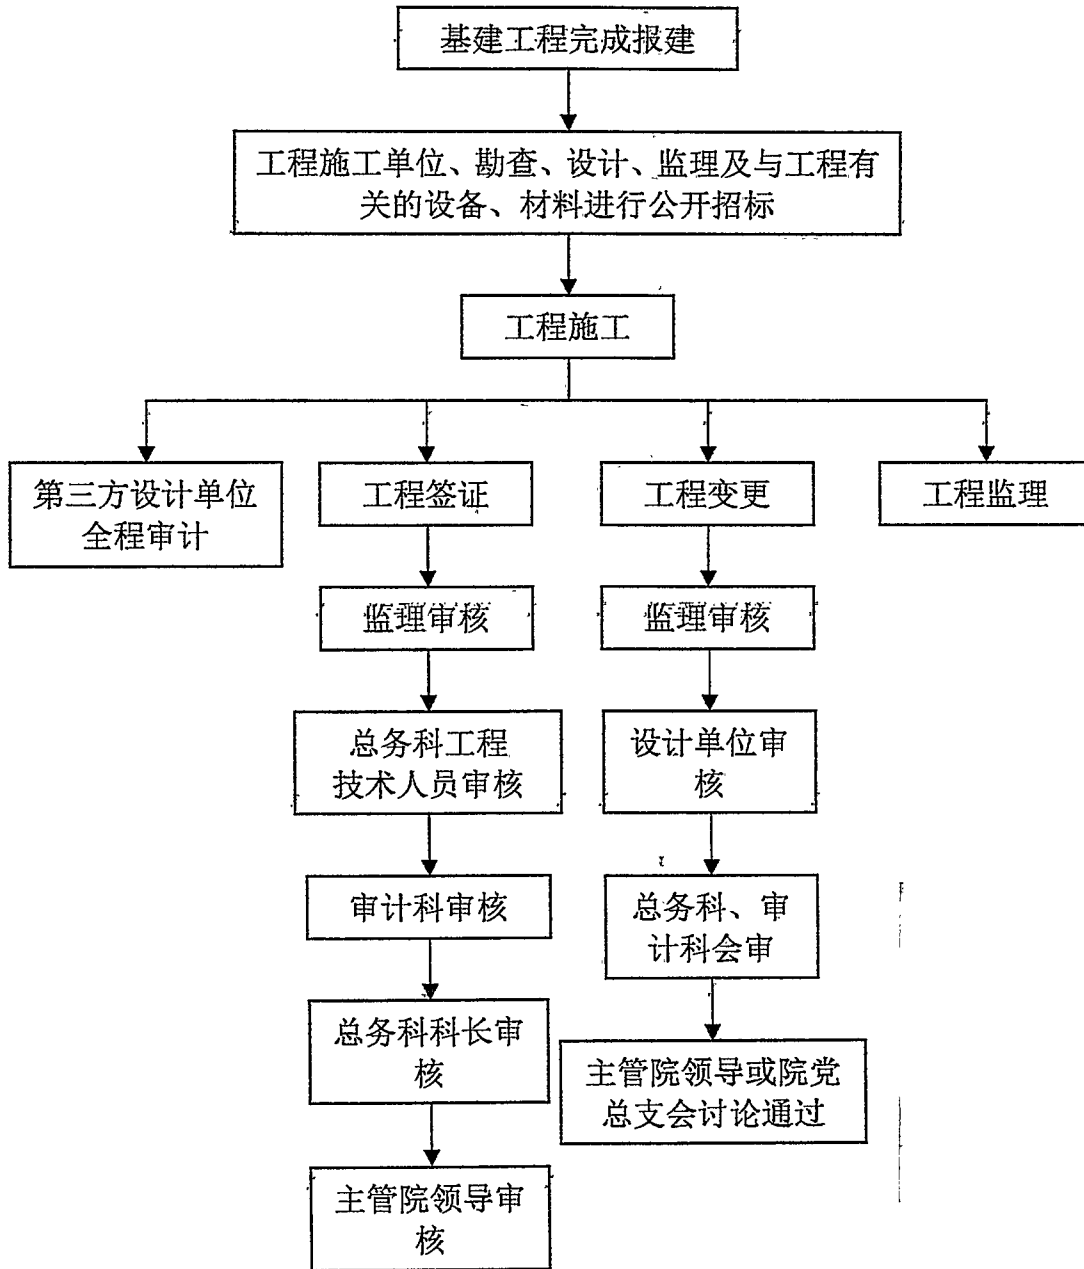 基建工程完成报建
工程施工单位、勘查、设计、监理及与工程有
关的设备、材料进行公开招标
工程施工
第三方设计单位
全程审计
工程签证
工程变更
工程监理
监理审核
监理审核
总务科工程
技术人员审核
设计单位审
核
审计科审核
总务科、审
计科会审
总务科科长审
核
主管院领导或院党
总支会讨论通过
主管院领导审
核